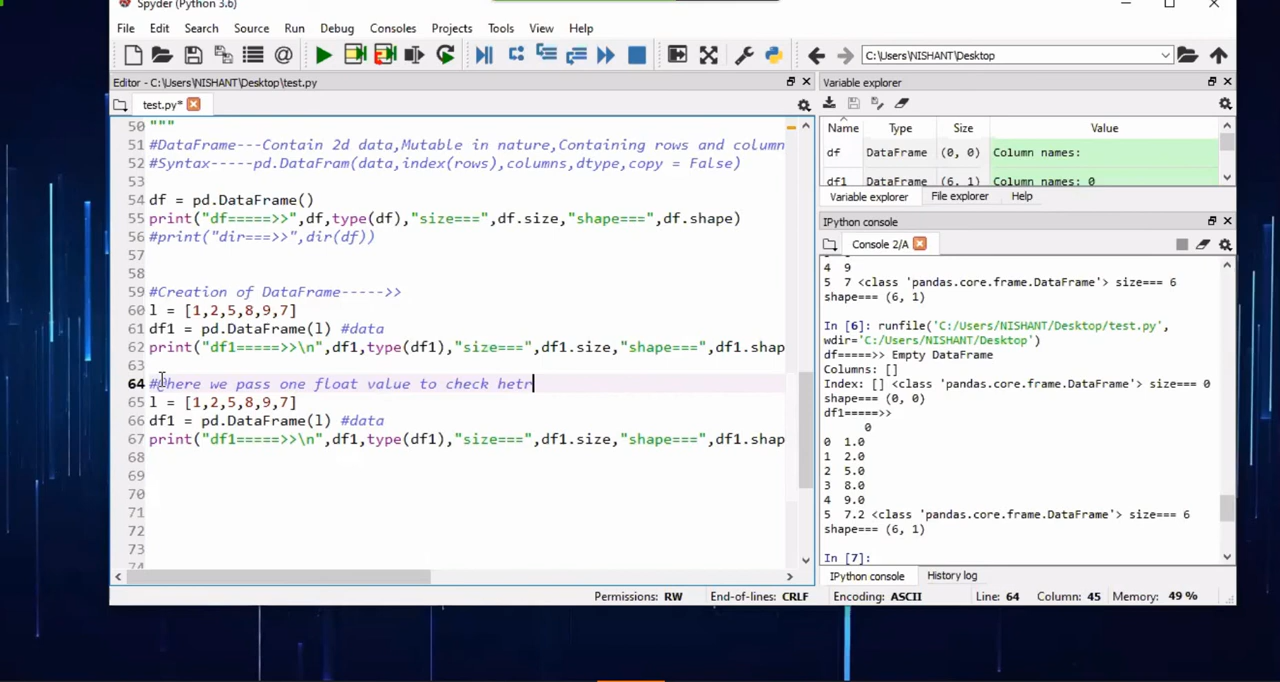 Spyder (Python 3.6)
File Edit Search Source Run Debug Consoles Projects Tools View Help
C:\Users\NISHANT\Desktop
Editor - C:\Users\NISHANT\Desktop\test.py
test.py*
50 """
51 #DataFrame---Contain 2d data,Mutable in nature,Containing rows and column
52 #Syntax-----pd.DataFram(data,index(rows),columns,dtype,copy = False)
53
54 df = pd.DataFrame()
55 print("df=====>>",df,type(df),"size===",df.size,"shape===",df.shape)
56 #print("dir===>>",dir(df))
57
58
59 #Creation of DataFrame----->>
60 l = [1,2,5,8,9,7]
61 df1 = pd.DataFrame(l) #data
62 print("df1=====>>\n",df1,type(df1),"size===",df1.size,"shape===",df1.shap
63
64 #There we pass one float value to check hetr
65 l = [1,2,5,8,9,7]
66 df1 = pd.DataFrame(l) #data
67 print("df1=====>>\n",df1,type(df1),"size===",df1.size,"shape===",df1.shap
68
69
70
71
72
73
74
Variable explorer
Name Type Size Value
df DataFrame (0, 0) Column names:
df1 DataFrame (6, 1) Column names: 0
Variable explorer File explorer Help
IPython console
Console 2/A
4 9
5 7 <class 'pandas.core.frame.DataFrame'> size=== 6
shape=== (6, 1)
In [6]: runfile('C:/Users/NISHANT/Desktop/test.py',
wdir='C:/Users/NISHANT/Desktop')
df=====>> Empty DataFrame
Columns: []
Index: [] <class 'pandas.core.frame.DataFrame'> size=== 0
shape=== (0, 0)
df1=====>>
0
0 1.0
1 2.0
2 5.0
3 8.0
4 9.0
5 7.2 <class 'pandas.core.frame.DataFrame'> size=== 6
shape=== (6, 1)
In [7]:
IPython console History log
Permissions: RW End-of-lines: CRLF Encoding: ASCII Line: 64 Column: 45 Memory: 49 %